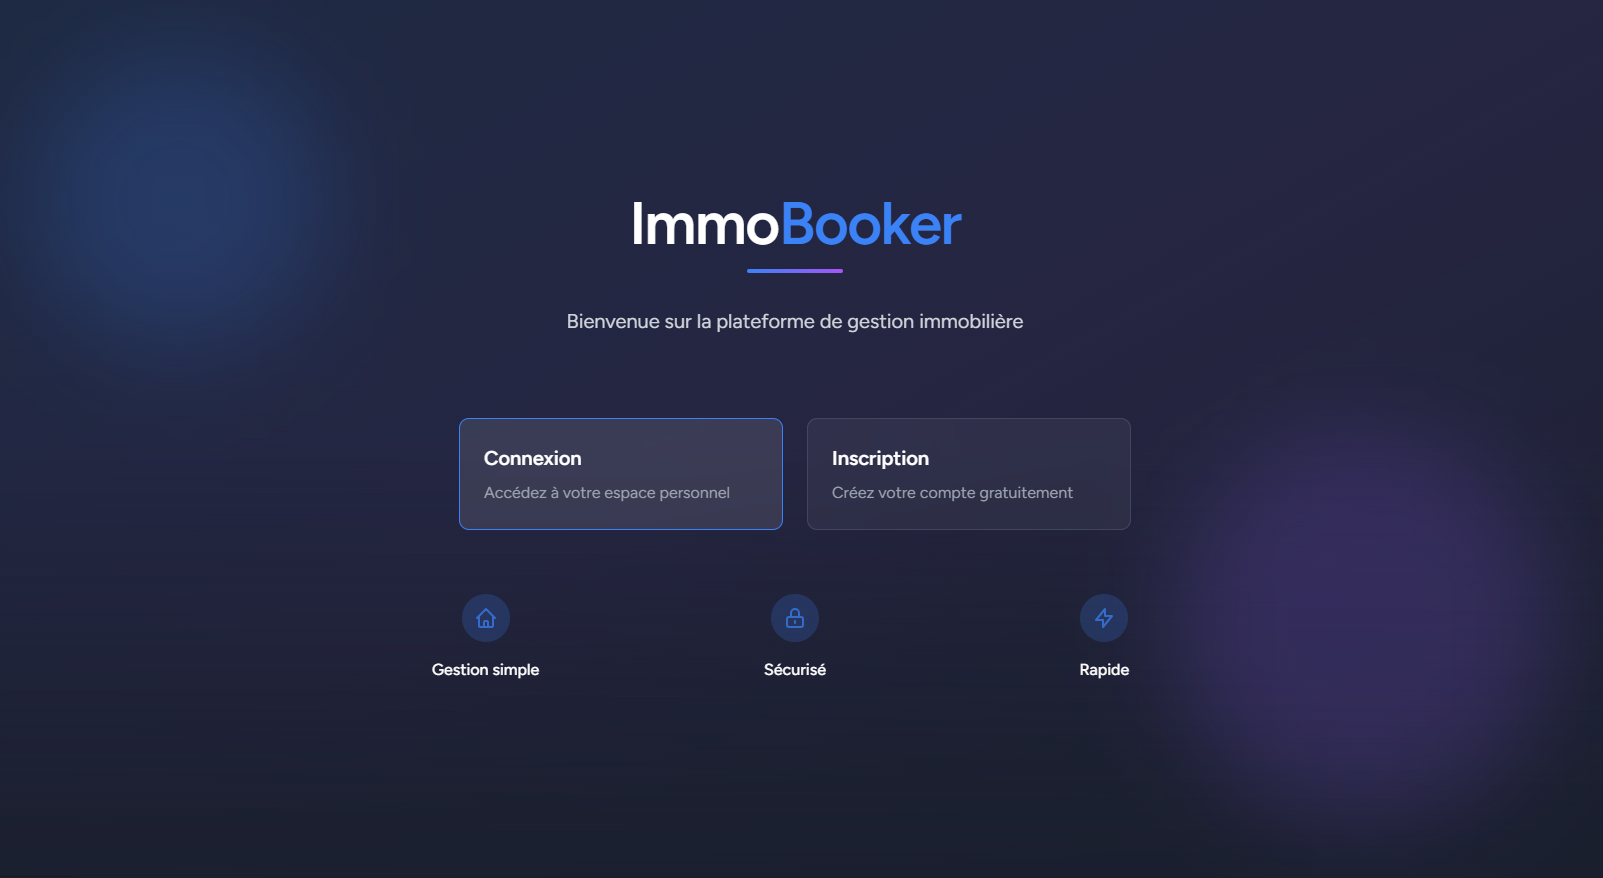 ImmoBooker
Bienvenue sur la plateforme de gestion immobilière
Connexion
Accédez à votre espace personnel
Inscription
Créez votre compte gratuitement
Gestion simple
Sécurisé
Rapide